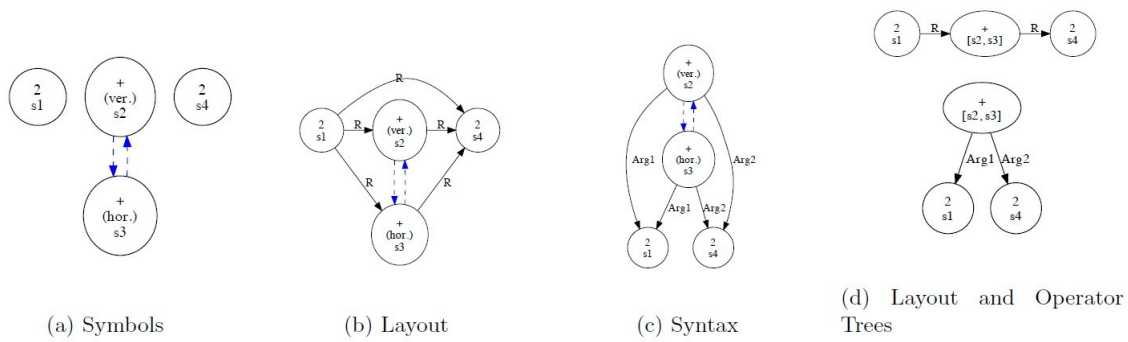 2
s1
+
(ver.)
s2
2
s4
+
(hor.)
s3
(a) Symbols
R
2
s1
R
+
(ver.)
s2
R
2
s4
R
R
+
(hor.)
s3
(b) Layout
+
(ver.)
s2
Arg1
+
(hor.)
s3
Arg2
Arg1
Arg2
2
s1
2
s4
(c) Syntax
2
s1
R
+
[s2, s3]
R
2
s4
+
[s2, s3]
Arg1
Arg2
2
s1
2
s4
(d) Layout and Operator
Trees